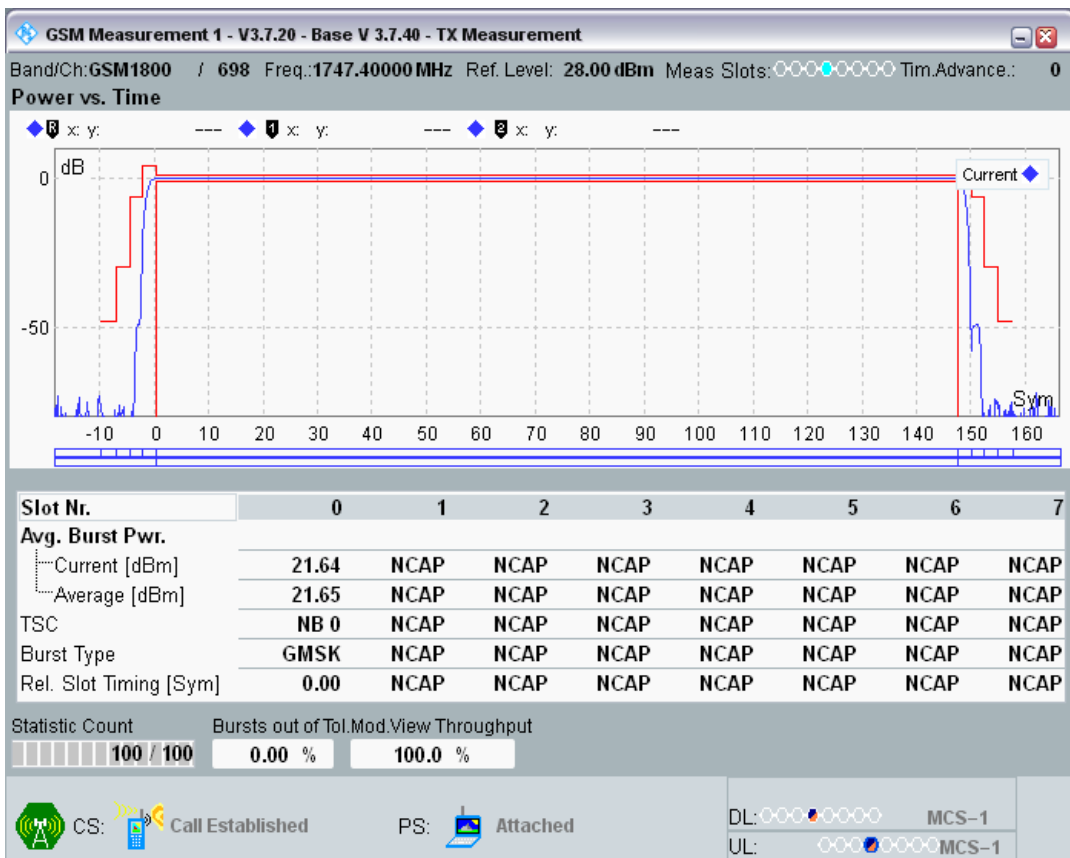 GSM Measurement 1 - V3.7.20 - Base V 3.7.40 - TX Measurement
Band/Ch:GSM1800 / 698 Freq.:1747.40000 MHz Ref. Level: 28.00 dBm Meas Slots: Tim.Advance.: 0
Power vs. Time
R x: y: --- 1 x: y: --- 2 x: y: ---
dB
Current
0
-50
Sym
-10 0 10 20 30 40 50 60 70 80 90 100 110 120 130 140 150 160
Slot Nr. 0 1 2 3 4 5 6 7
Avg. Burst Pwr.
Current [dBm] 21.64 NCAP NCAP NCAP NCAP NCAP NCAP NCAP
Average [dBm] 21.65 NCAP NCAP NCAP NCAP NCAP NCAP NCAP
TSC NB 0 NCAP NCAP NCAP NCAP NCAP NCAP NCAP
Burst Type GMSK NCAP NCAP NCAP NCAP NCAP NCAP NCAP
Rel. Slot Timing [Sym] 0.00 NCAP NCAP NCAP NCAP NCAP NCAP NCAP
Statistic Count Bursts out of Tol.Mod.View Throughput
100 / 100 0.00 % 100.0 %
CS: Call Established PS: Attached DL: MCS-1
UL: MCS-1